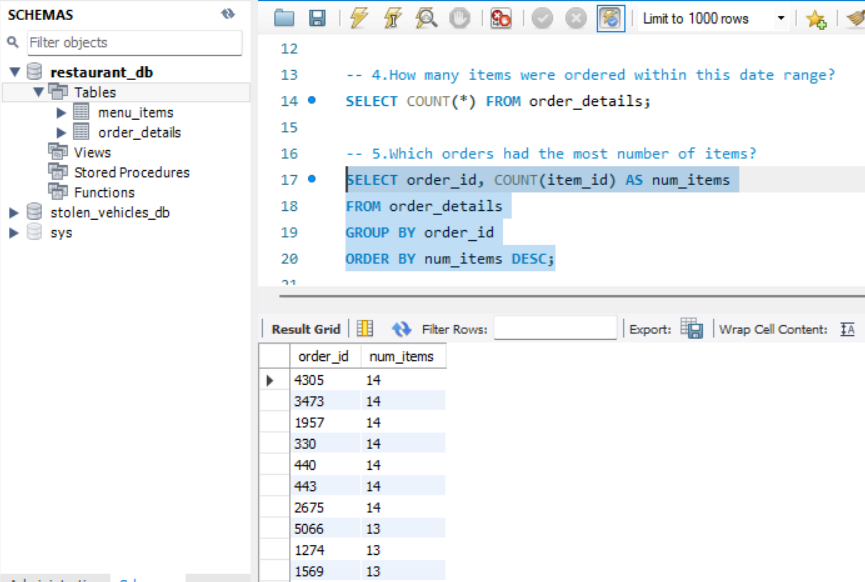 SCHEMAS
Filter objects
restaurant_db
Tables
menu_items
order_details
Views
Stored Procedures
Functions
stolen_vehicles_db
sys
Limit to 1000 rows
12
13 -- 4.How many items were ordered within this date range?
14 SELECT COUNT(*) FROM order_details;
15
16 -- 5.Which orders had the most number of items?
17 SELECT order_id, COUNT(item_id) AS num_items
18 FROM order_details
19 GROUP BY order_id
20 ORDER BY num_items DESC;
21
Result Grid Filter Rows: Export: Wrap Cell Content:
order_id num_items
4305 14
3473 14
1957 14
330 14
440 14
443 14
2675 14
5066 13
1274 13
1569 13